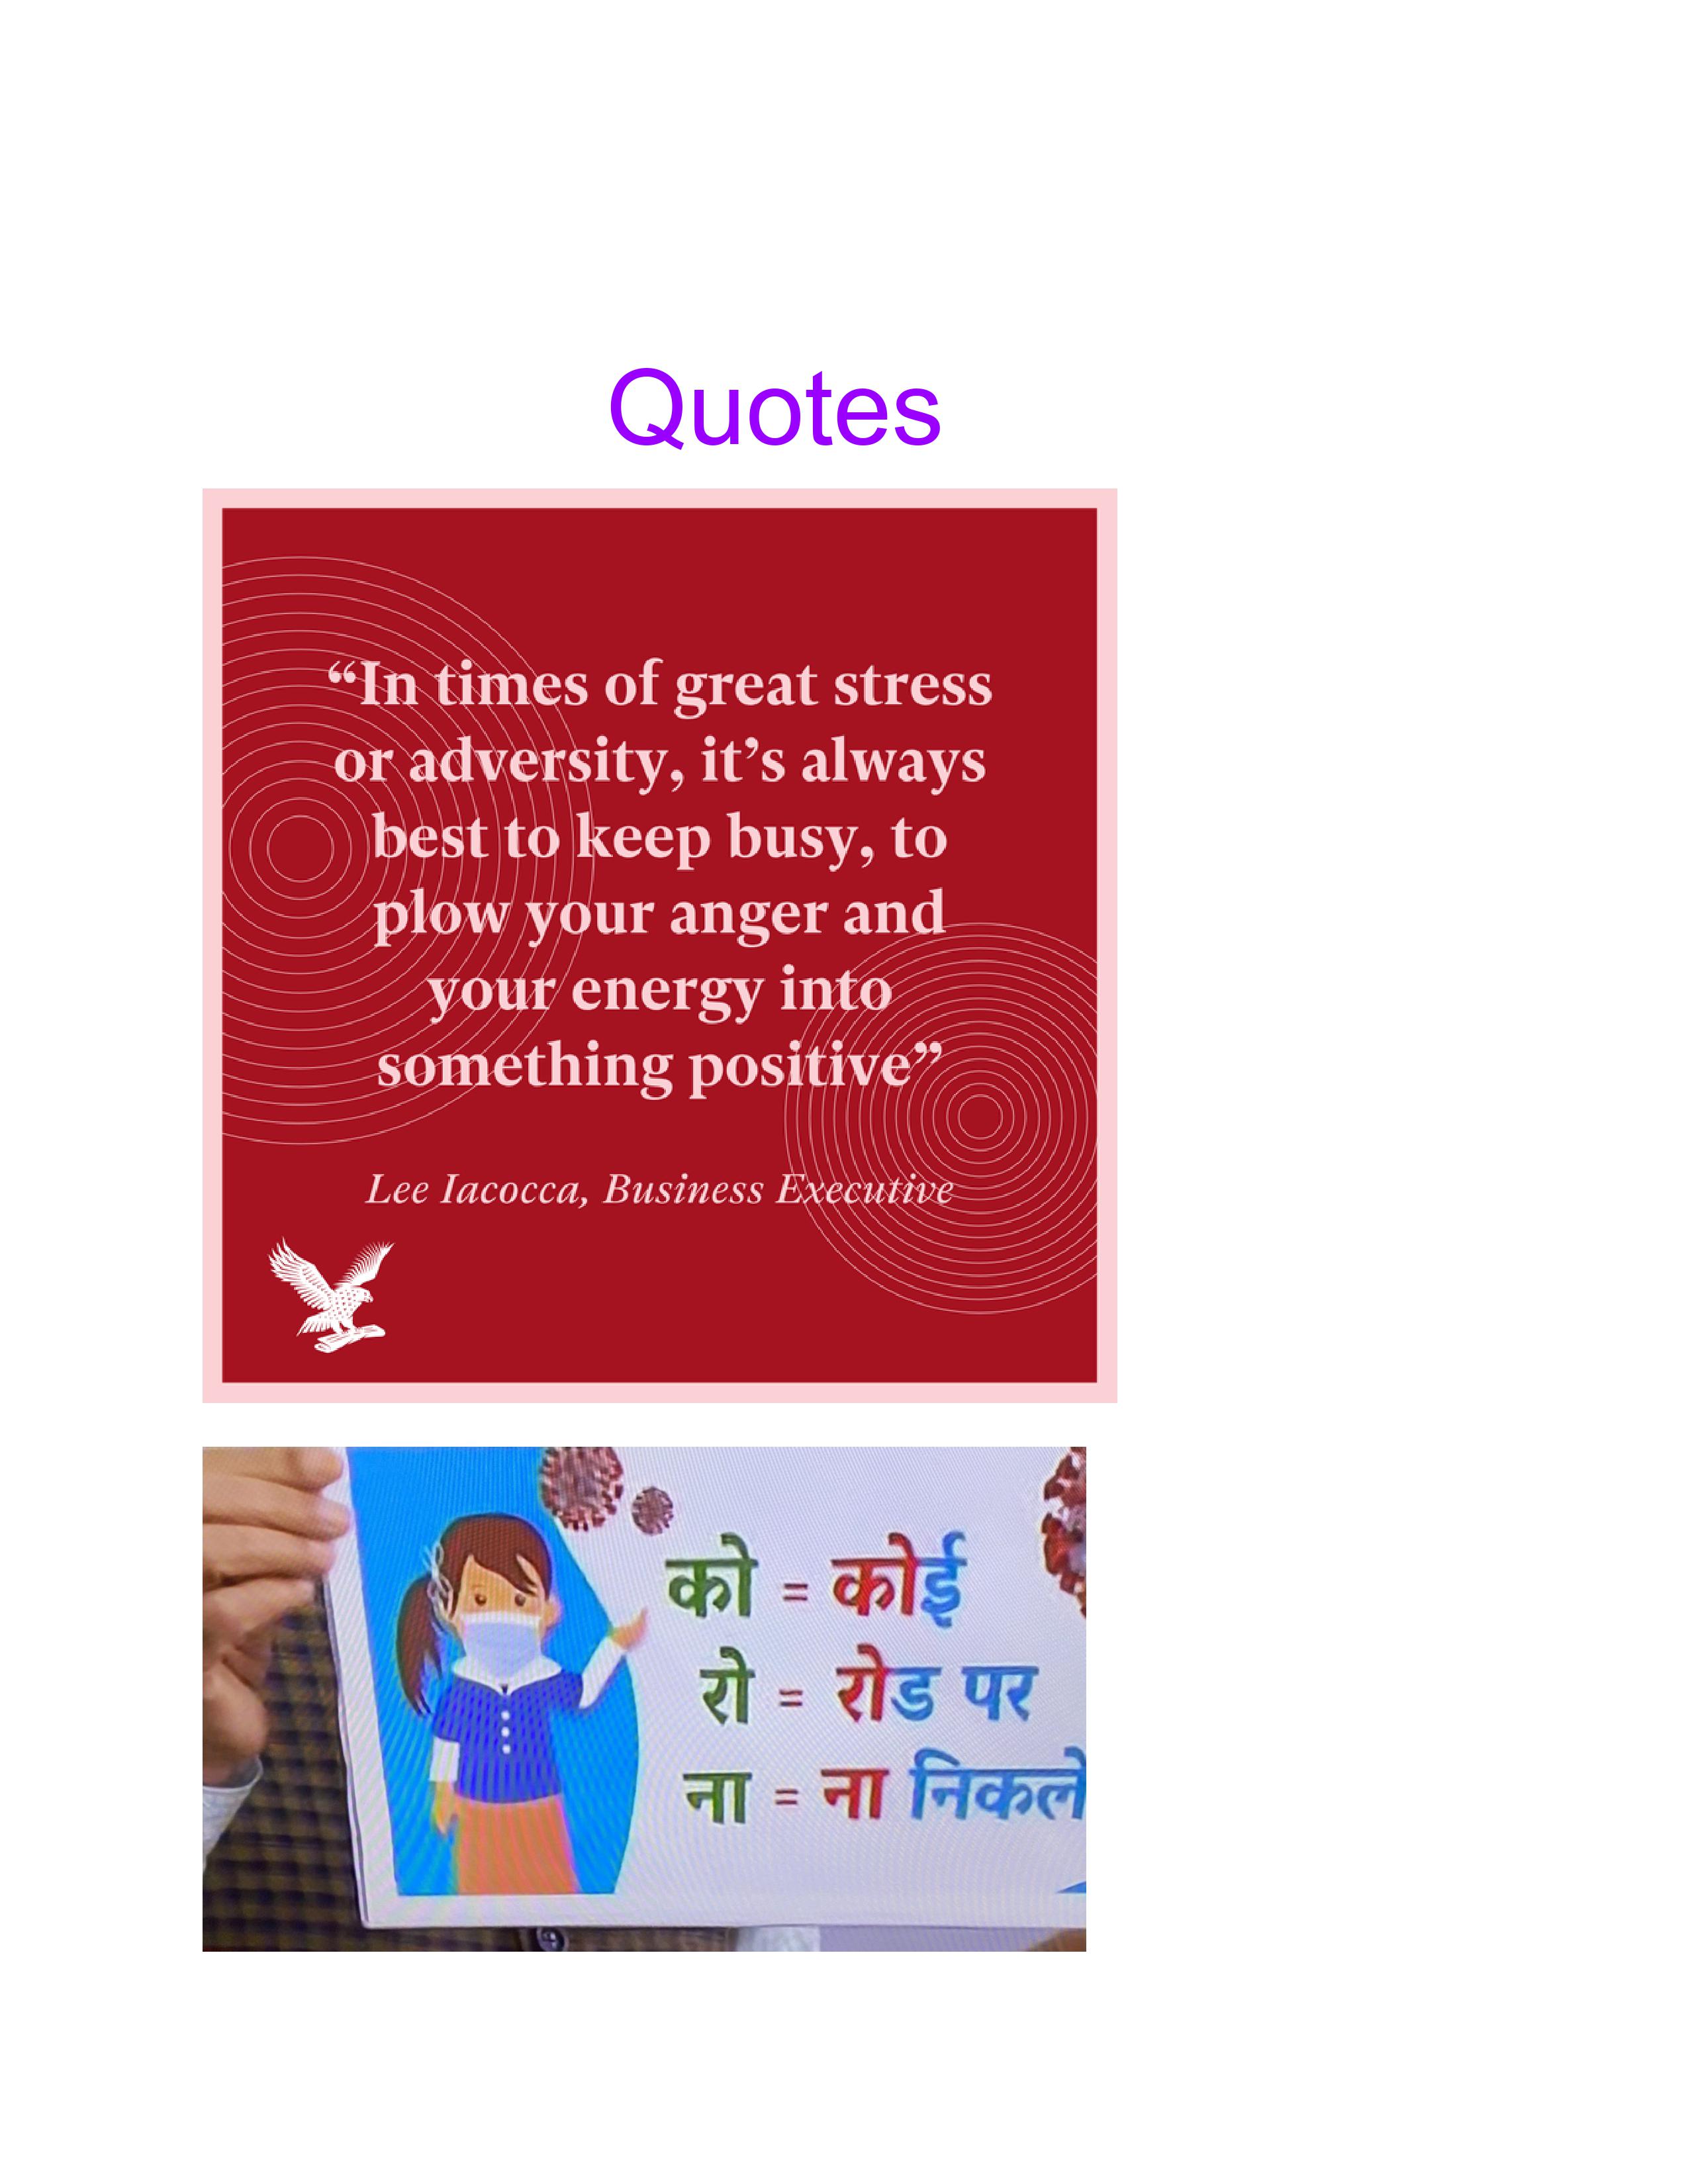 Quotes
“In times of great stress
or adversity, it’s always
best to keep busy, to
plow your anger and
your energy into
something positive”
Lee Iacocca, Business Executive
को = कोई
रो = रोड पर
ना = ना निकले